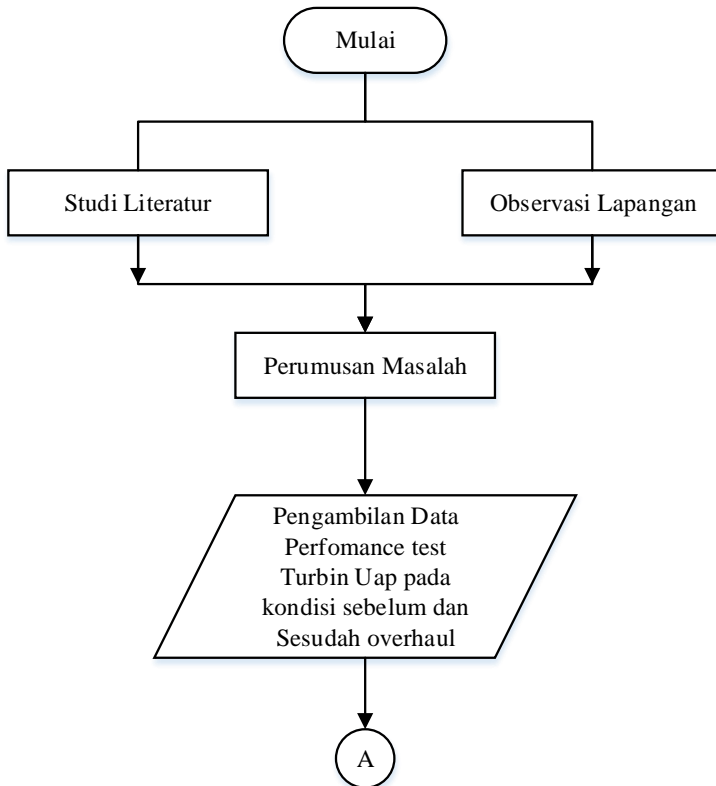 Mulai
Studi Literatur
Observasi Lapangan
Perumusan Masalah
Pengambilan Data
Perfomance test
Turbin Uap pada
kondisi sebelum dan
Sesudah overhaul
A